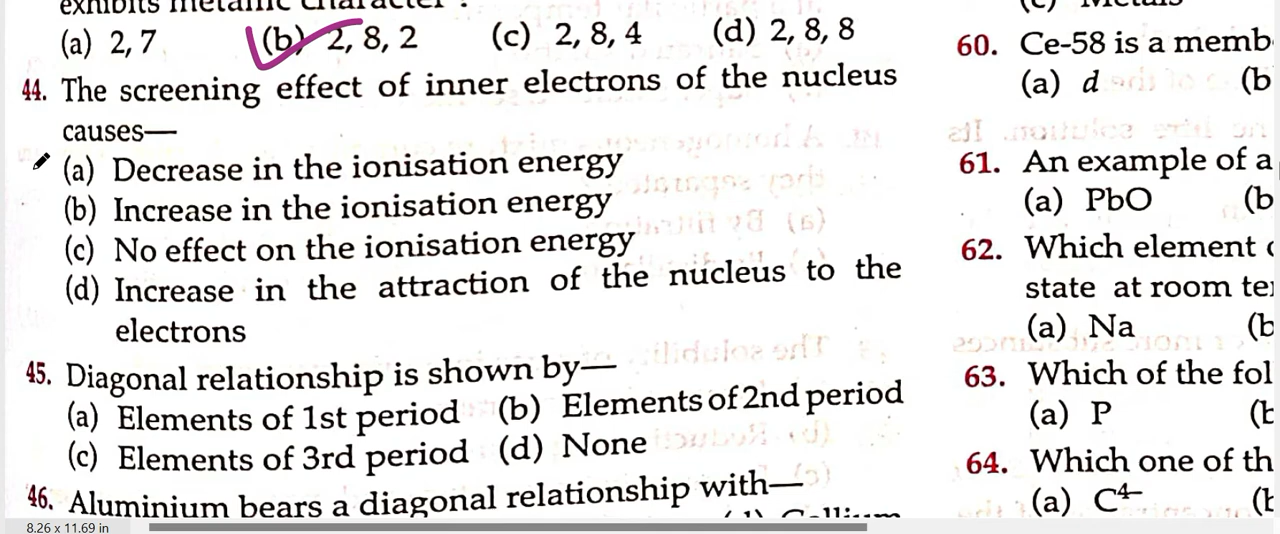 exhibits metallic character ?
(a) 2, 7 (b) 2, 8, 2 (c) 2, 8, 4 (d) 2, 8, 8
44. The screening effect of inner electrons of the nucleus
causes—
(a) Decrease in the ionisation energy
(b) Increase in the ionisation energy
(c) No effect on the ionisation energy
(d) Increase in the attraction of the nucleus to the
electrons
45. Diagonal relationship is shown by—
(a) Elements of 1st period (b) Elements of 2nd period
(c) Elements of 3rd period (d) None
46. Aluminium bears a diagonal relationship with—
(d) Gallium
(c) Metals
60. Ce-58 is a memb
(a) d (b
61. An example of a
(a) PbO (b
62. Which element
state at room te
(a) Na (b
63. Which of the fol
(a) P (b
64. Which one of th
(a) C4- (b
8.26 x 11.69 in